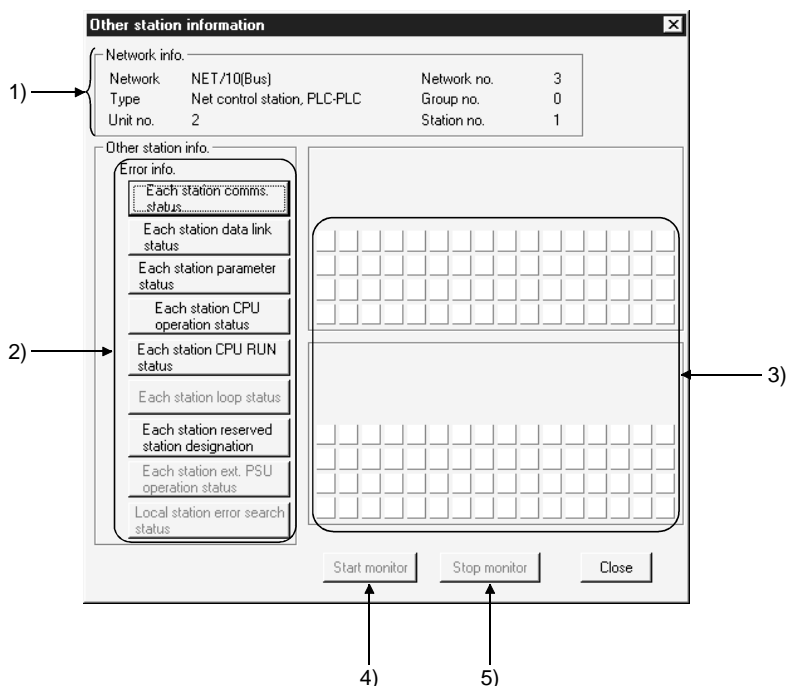 Other station information
Network info.
Network NET/10(Bus) Network no. 3
Type Net control station, PLC-PLC Group no. 0
Unit no. 2 Station no. 1
1)
Other station info.
Error info.
Each station comms.
status
Each station data link
status
Each station parameter
status
Each station CPU
operation status
Each station CPU RUN
status
Each station loop status
Each station reserved
station designation
Each station ext. PSU
operation status
Local station error search
status
2)
3)
Start monitor Stop monitor Close
4) 5)